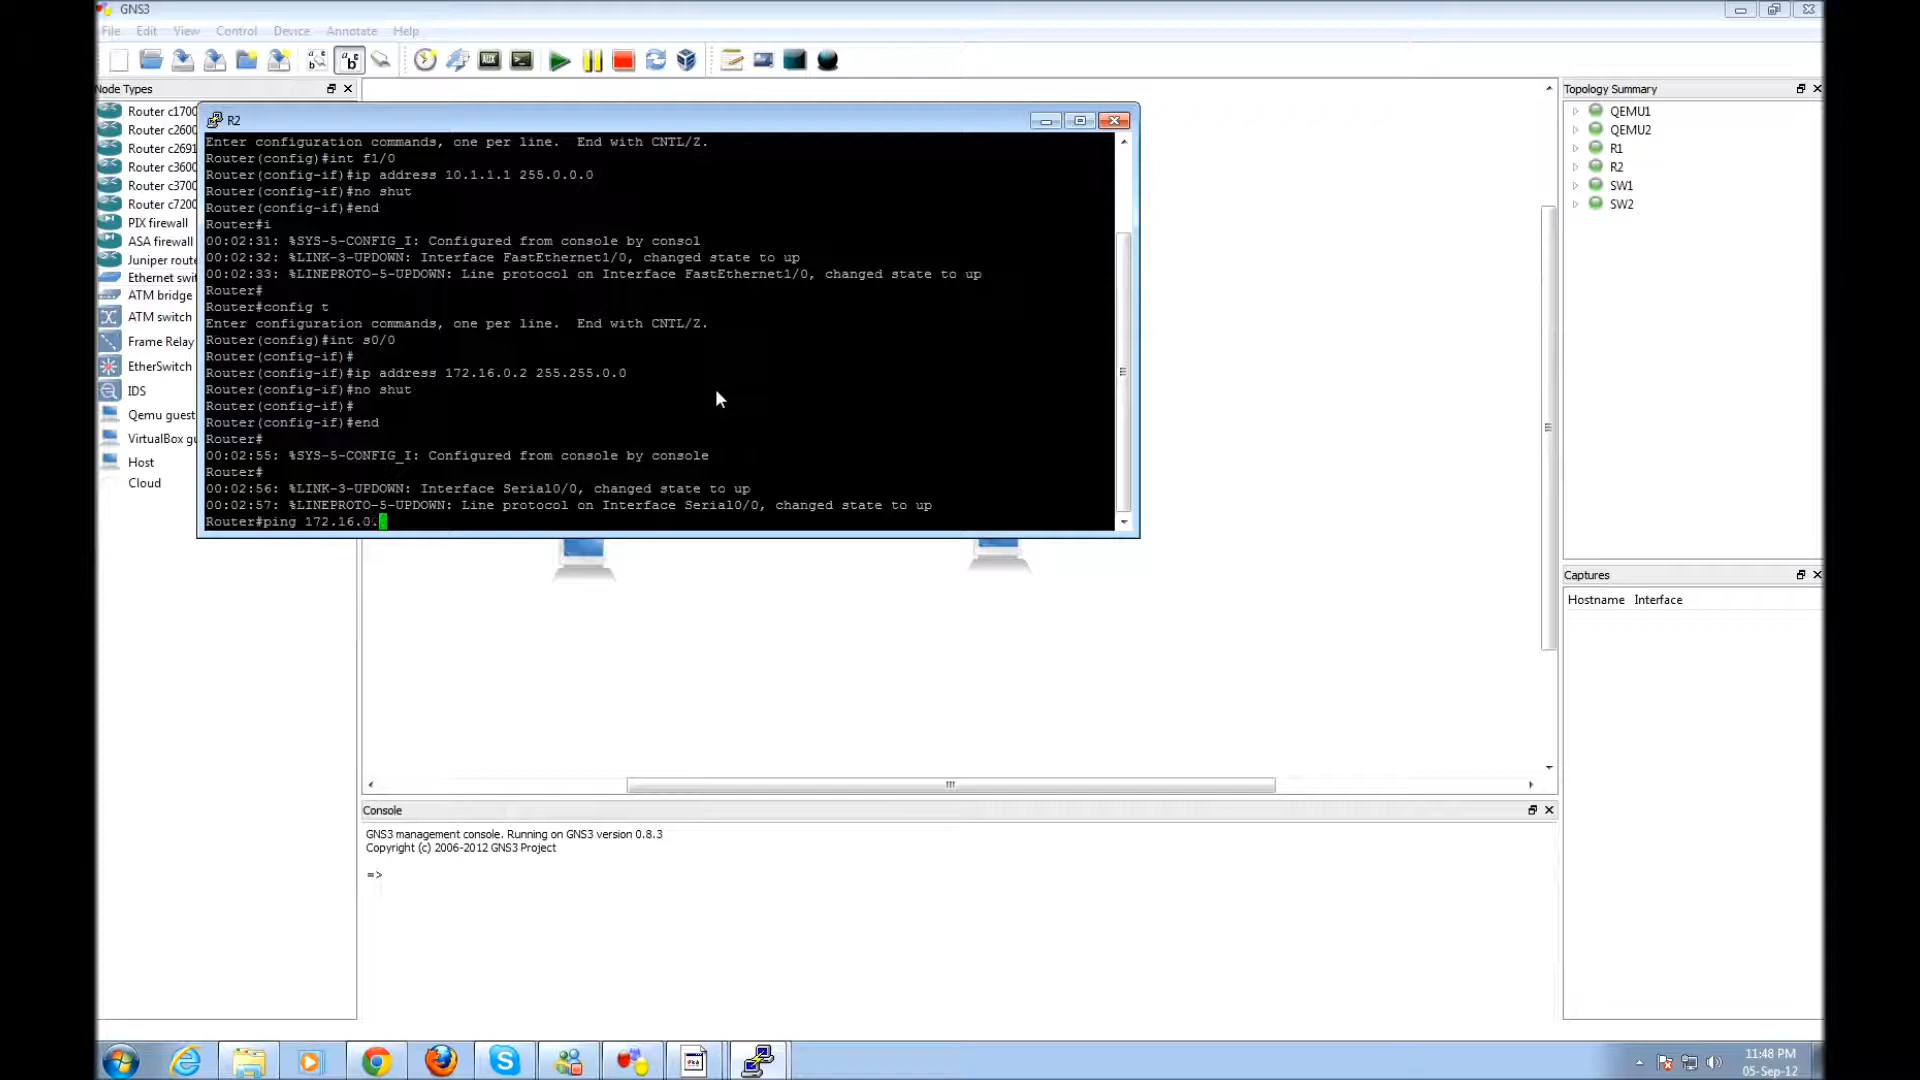 GNS3
File Edit View Control Device Annotate Help
Node Types
Router c1700
Router c2600
Router c2691
Router c3600
Router c3700
Router c7200
PIX firewall
ASA firewall
Juniper route
Ethernet swit
ATM bridge
ATM switch
Frame Relay
EtherSwitch
IDS
Qemu guest
VirtualBox gu
Host
Cloud
R2
Enter configuration commands, one per line.  End with CNTL/Z.
Router(config)#int f1/0
Router(config-if)#ip address 10.1.1.1 255.0.0.0
Router(config-if)#no shut
Router(config-if)#end
Router#i
00:02:31: %SYS-5-CONFIG_I: Configured from console by consol
00:02:32: %LINK-3-UPDOWN: Interface FastEthernet1/0, changed state to up
00:02:33: %LINEPROTO-5-UPDOWN: Line protocol on Interface FastEthernet1/0, changed state to up
Router#
Router#config t
Enter configuration commands, one per line.  End with CNTL/Z.
Router(config)#int s0/0
Router(config-if)#
Router(config-if)#ip address 172.16.0.2 255.255.0.0
Router(config-if)#no shut
Router(config-if)#
Router(config-if)#end
Router#
00:02:55: %SYS-5-CONFIG_I: Configured from console by console
Router#
00:02:56: %LINK-3-UPDOWN: Interface Serial0/0, changed state to up
00:02:57: %LINEPROTO-5-UPDOWN: Line protocol on Interface Serial0/0, changed state to up
Router#ping 172.16.0.
Topology Summary
QEMU1
QEMU2
R1
R2
SW1
SW2
Captures
Hostname Interface
Console
GNS3 management console. Running on GNS3 version 0.8.3
Copyright (c) 2006-2012 GNS3 Project
=>
11:48 PM
05-Sep-12